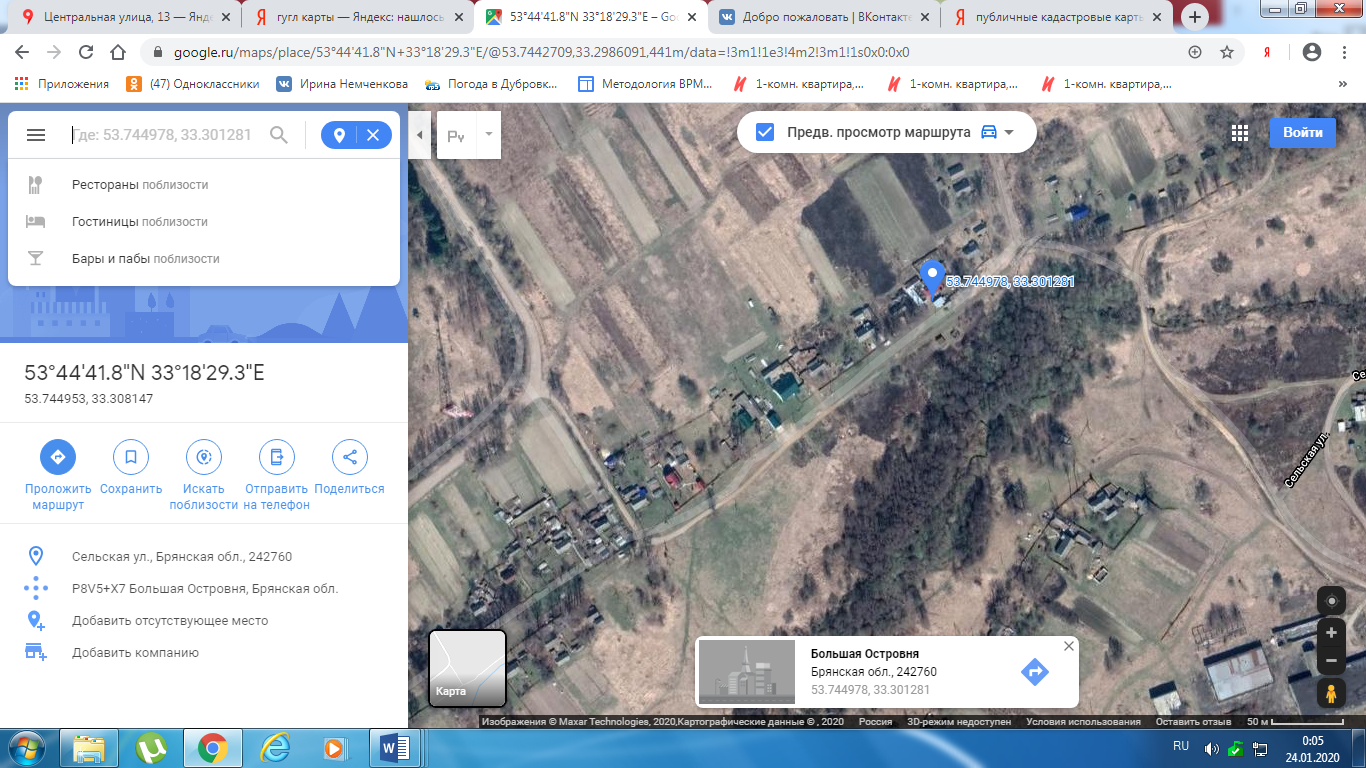 Центральная улица, 13 — Янде
гугл карты — Яндекс: нашлось
53°44'41.8"N 33°18'29.3"E – Goo
Добро пожаловать | ВКонтакте
публичные кадастровые карты
google.ru/maps/place/53°44'41.8"N+33°18'29.3"E/@53.7442709,33.2986091,441m/data=!3m1!1e3!4m2!3m1!1s0x0:0x0
Приложения
(47) Одноклассники
Ирина Немченкова
Погода в Дубровк...
Методология ВРМ...
1-комн. квартира,...
1-комн. квартира,...
1-комн. квартира,...
Где: 53.744978, 33.301281
Рестораны поблизости
Гостиницы поблизости
Бары и пабы поблизости
53°44'41.8"N 33°18'29.3"E
53.744953, 33.308147
Проложить маршрут
Сохранить
Искать поблизости
Отправить на телефон
Поделиться
Сельская ул., Брянская обл., 242760
P8V5+X7 Большая Островня, Брянская обл.
Добавить отсутствующее место
Добавить компанию
Предв. просмотр маршрута
Войти
53.744978, 33.301281
Се
Сельская ул.
Карта
Большая Островня
Брянская обл., 242760
53.744978, 33.301281
Изображения © Maxar Technologies, 2020,Картографические данные © , 2020 Россия 3D-режим недоступен Условия использования Оставить отзыв 50 м
RU
0:05
24.01.2020